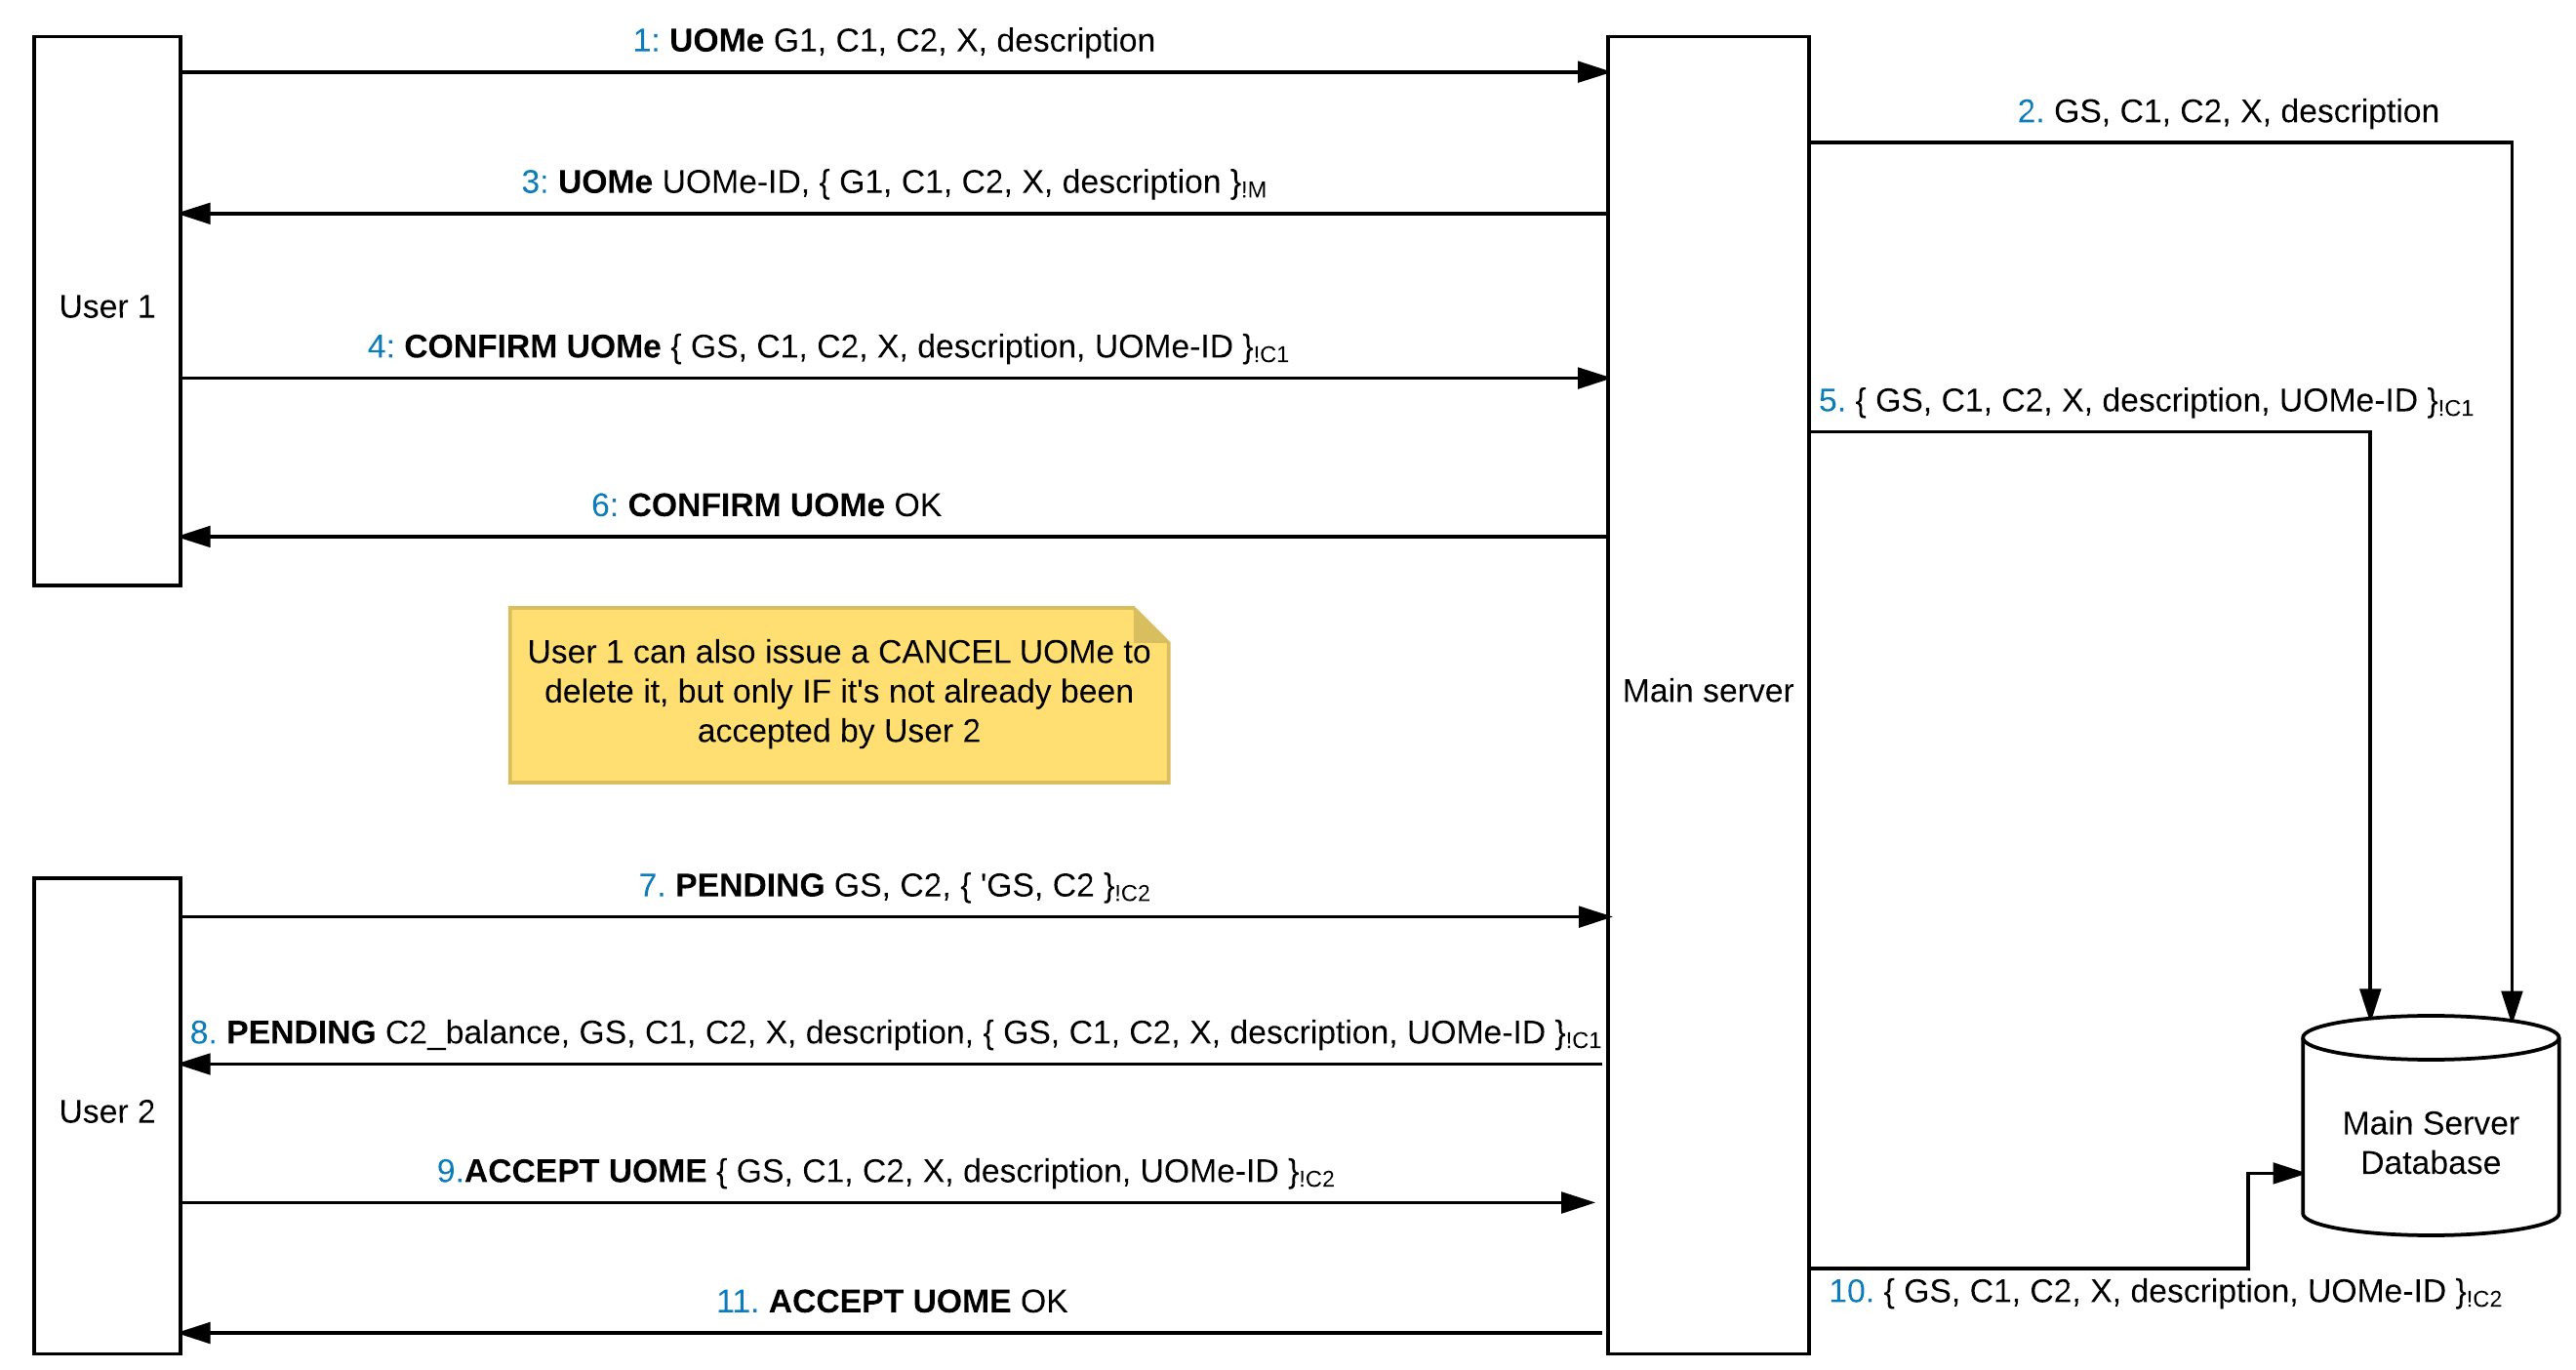 1: UOMe G1, C1, C2, X, description
2. GS, C1, C2, X, description
3: UOMe UOMe-ID, { G1, C1, C2, X, description }!M
User 1
4: CONFIRM UOMe { GS, C1, C2, X, description, UOMe-ID }!C1
5. { GS, C1, C2, X, description, UOMe-ID }!C1
6: CONFIRM UOMe OK
User 1 can also issue a CANCEL UOMe to
delete it, but only IF it's not already been
accepted by User 2
Main server
7. PENDING GS, C2, { 'GS, C2 }!C2
8. PENDING C2_balance, GS, C1, C2, X, description, { GS, C1, C2, X, description, UOMe-ID }!C1
User 2
Main Server
Database
9.ACCEPT UOME { GS, C1, C2, X, description, UOMe-ID }!C2
10. { GS, C1, C2, X, description, UOMe-ID }!C2
11. ACCEPT UOME OK